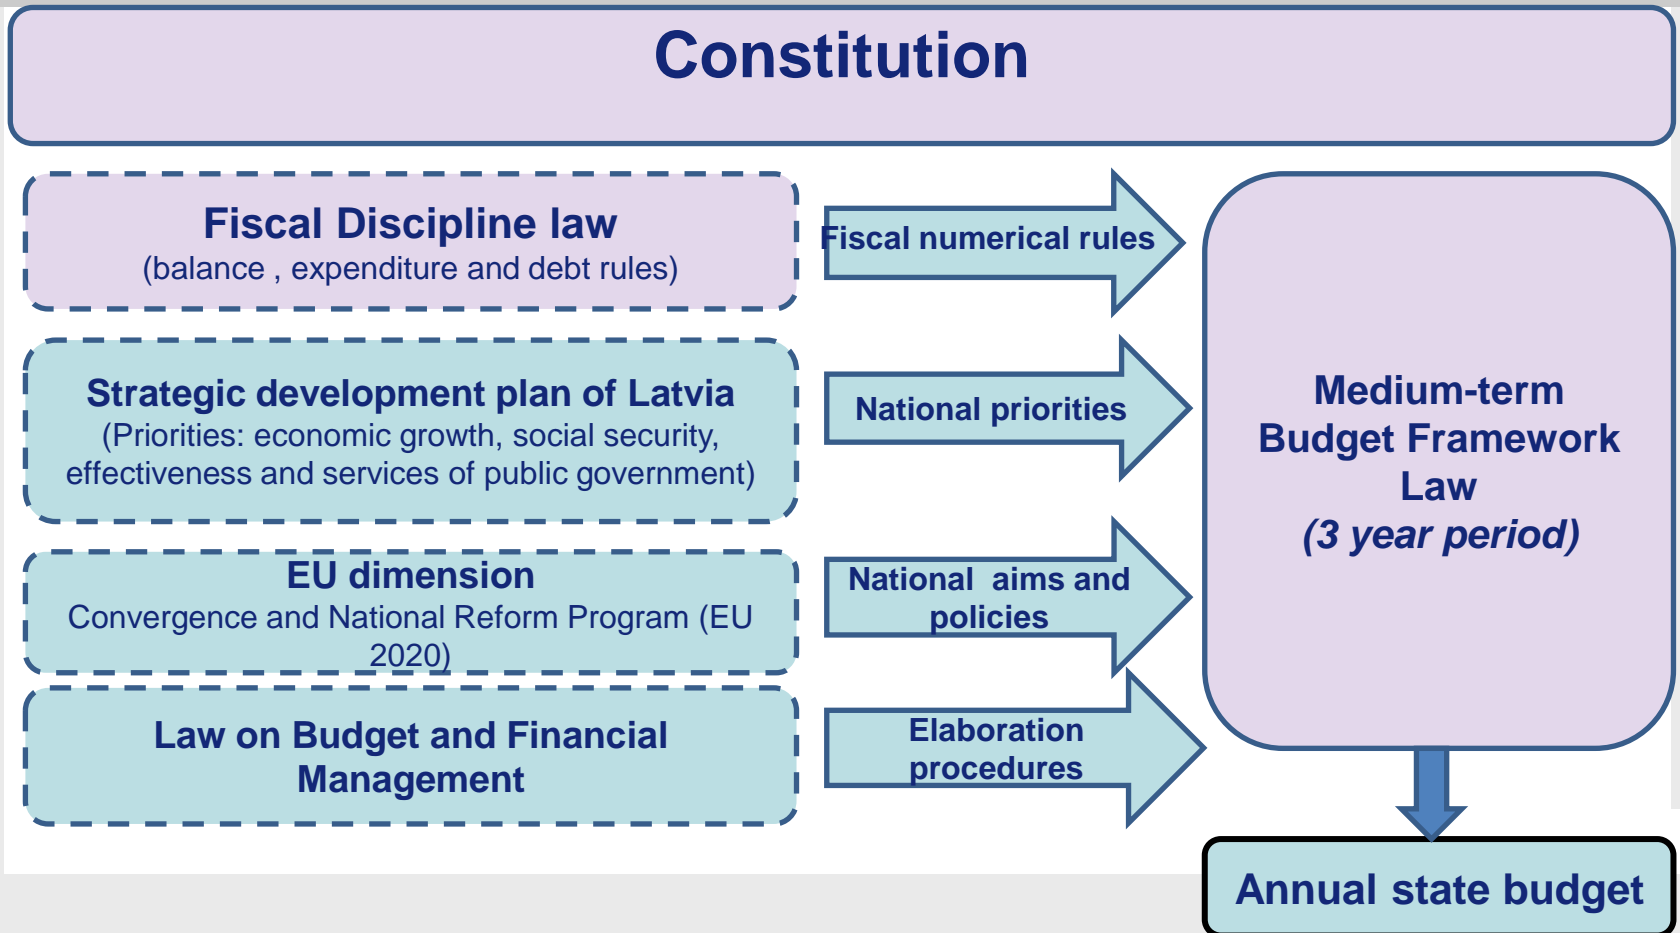 Constitution
Fiscal Discipline law
(balance , expenditure and debt rules)
Fiscal numerical rules
Strategic development plan of Latvia
(Priorities: economic growth, social security,
effectiveness and services of public government)
National priorities
EU dimension
Convergence and National Reform Program (EU
2020)
National  aims and
policies
Law on Budget and Financial
Management
Elaboration
procedures
Medium-term
Budget Framework
Law
(3 year period)
Annual state budget